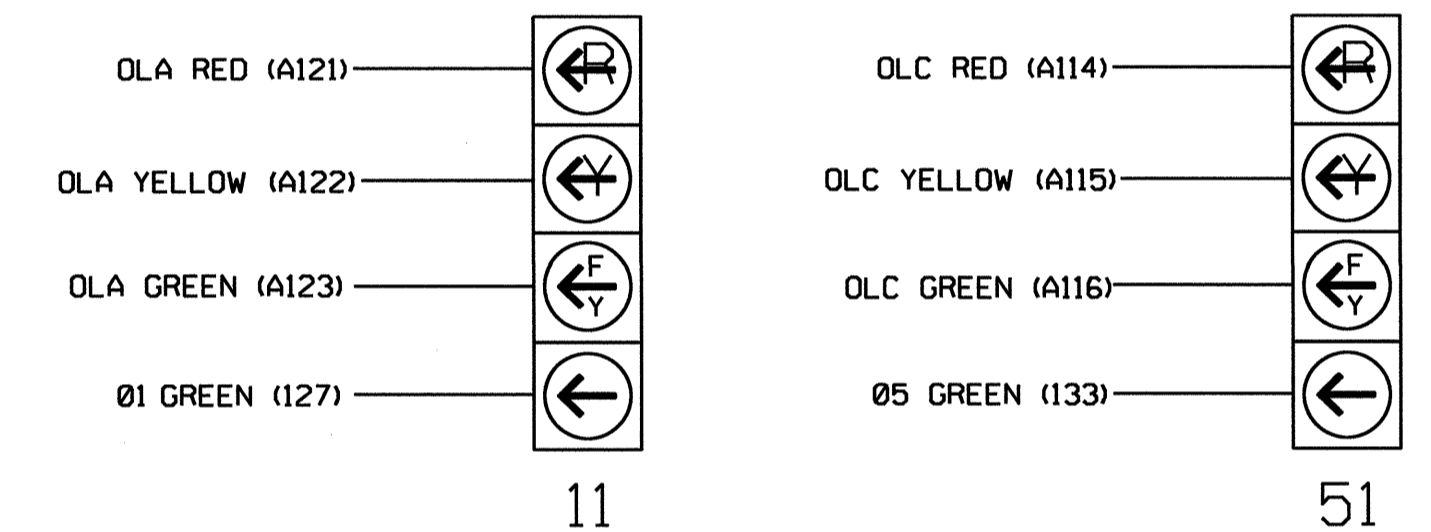 OLA RED (A121)
R
OLA YELLOW (A122)
Y
OLA GREEN (A123)
F
Y
Ø1 GREEN (127)
11
OLC RED (A114)
R
OLC YELLOW (A115)
Y
OLC GREEN (A116)
F
Y
Ø5 GREEN (133)
51